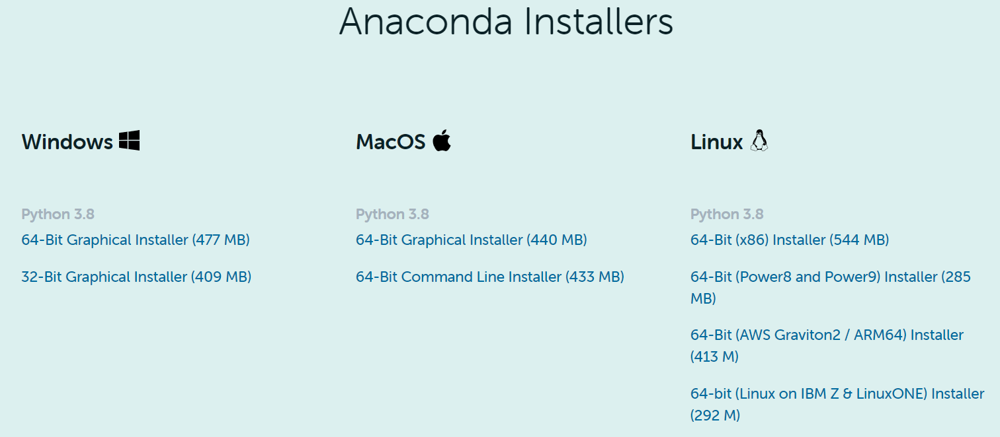 Anaconda Installers
Windows
Python 3.8
64-Bit Graphical Installer (477 MB)
32-Bit Graphical Installer (409 MB)
MacOS
Python 3.8
64-Bit Graphical Installer (440 MB)
64-Bit Command Line Installer (433 MB)
Linux
Python 3.8
64-Bit (x86) Installer (544 MB)
64-Bit (Power8 and Power9) Installer (285
MB)
64-Bit (AWS Graviton2 / ARM64) Installer
(413 M)
64-bit (Linux on IBM Z & LinuxONE) Installer
(292 M)